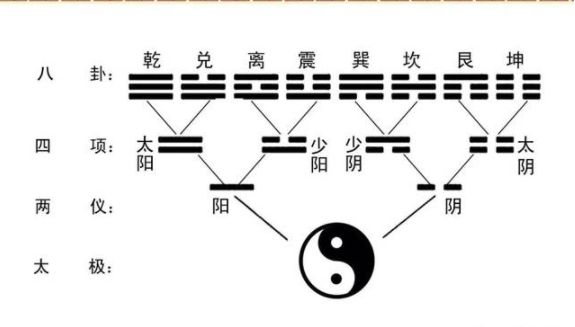 乾 兑 离 震 巽 坎 艮 坤
八 卦：
四 项： 太阳 少阳 少阴 太阴
两 仪： 阳 阴
太 极：